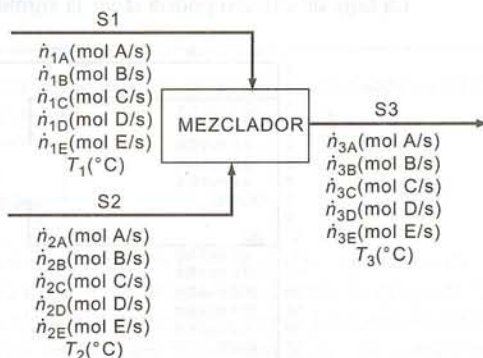 S1
ṅ1A(mol A/s)
ṅ1B(mol B/s)
ṅ1C(mol C/s)
ṅ1D(mol D/s)
ṅ1E(mol E/s)
T1(°C)
MEZCLADOR
S3
ṅ3A(mol A/s)
ṅ3B(mol B/s)
ṅ3C(mol C/s)
ṅ3D(mol D/s)
ṅ3E(mol E/s)
T3(°C)
S2
ṅ2A(mol A/s)
ṅ2B(mol B/s)
ṅ2C(mol C/s)
ṅ2D(mol D/s)
ṅ2E(mol E/s)
T2(°C)